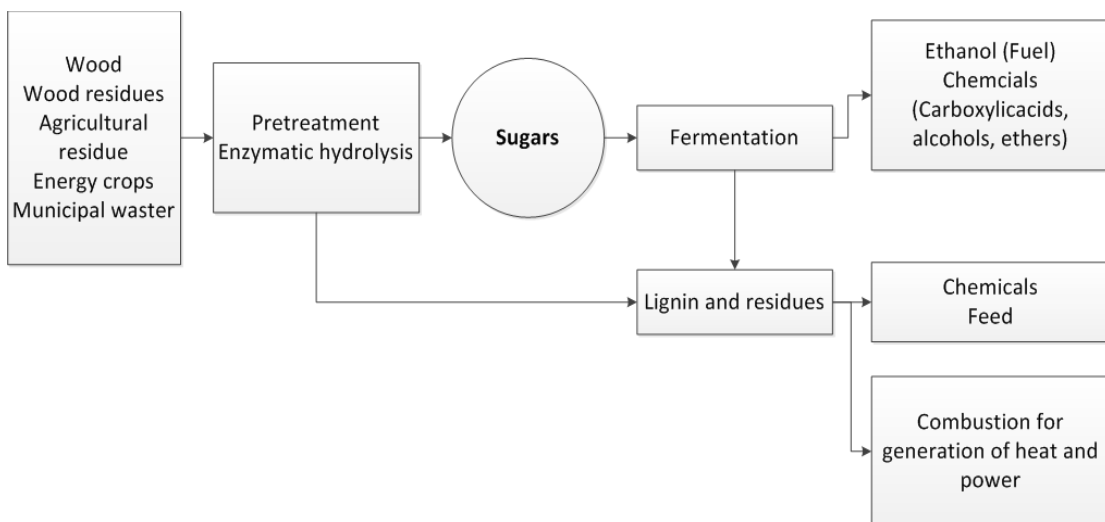 Wood
Wood residues
Agricultural
residue
Energy crops
Municipal waster
Pretreatment
Enzymatic hydrolysis
Sugars
Fermentation
Ethanol (Fuel)
Chemcials
(Carboxylicacids,
alcohols, ethers)
Lignin and residues
Chemicals
Feed
Combustion for
generation of heat and
power